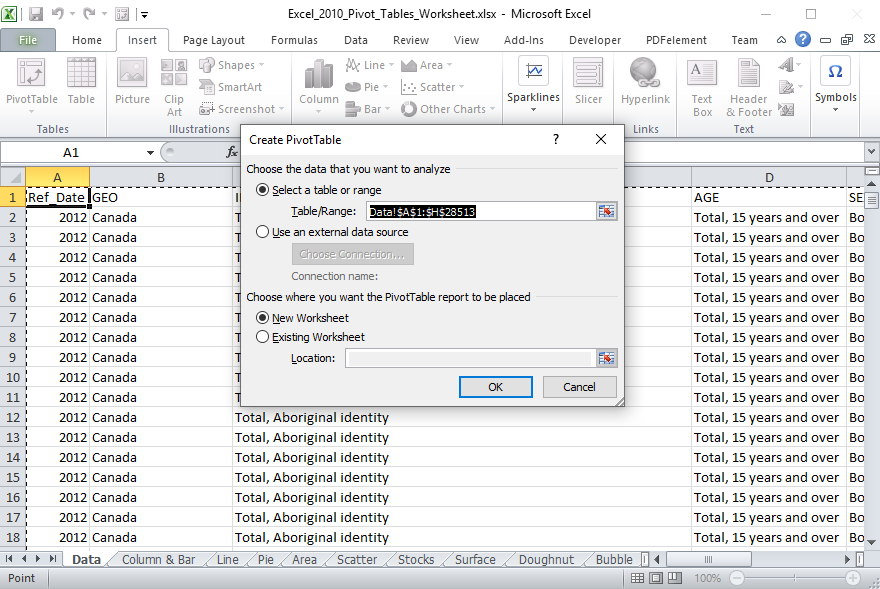 Excel_2010_Pivot_Tables_Worksheet.xlsx - Microsoft Excel
File Home Insert Page Layout Formulas Data Review View Add-Ins Developer PDFelement Team
PivotTable Table Picture Clip Art Shapes SmartArt Screenshot Column Line Pie Bar Area Scatter Other Charts Sparklines Slicer Hyperlink Text Box Header & Footer Symbols
Tables Illustrations Links Text
A1 fx
Create PivotTable ?
Choose the data that you want to analyze
Select a table or range
Table/Range: Data!$A$1:$H$28513
Use an external data source
Choose Connection...
Connection name:
Choose where you want the PivotTable report to be placed
New Worksheet
Existing Worksheet
Location:
OK Cancel
A B D
1 Ref_Date GEO AGE SE
2 2012 Canada T Total, 15 years and over Bo
3 2012 Canada T Total, 15 years and over Bo
4 2012 Canada T Total, 15 years and over Bo
5 2012 Canada T Total, 15 years and over Bo
6 2012 Canada T Total, 15 years and over Bo
7 2012 Canada T Total, 15 years and over Bo
8 2012 Canada T Total, 15 years and over Bo
9 2012 Canada T Total, 15 years and over Bo
10 2012 Canada T Total, 15 years and over Bo
11 2012 Canada T Total, 15 years and over Bo
12 2012 Canada Total, Aboriginal identity Total, 15 years and over Bo
13 2012 Canada Total, Aboriginal identity Total, 15 years and over Bo
14 2012 Canada Total, Aboriginal identity Total, 15 years and over Bo
15 2012 Canada Total, Aboriginal identity Total, 15 years and over Bo
16 2012 Canada Total, Aboriginal identity Total, 15 years and over Bo
17 2012 Canada Total, Aboriginal identity Total, 15 years and over Bo
18 2012 Canada Total, Aboriginal identity Total, 15 years and over Bo
Data Column & Bar Line Pie Area Scatter Stocks Surface Doughnut Bubble
Point 100%